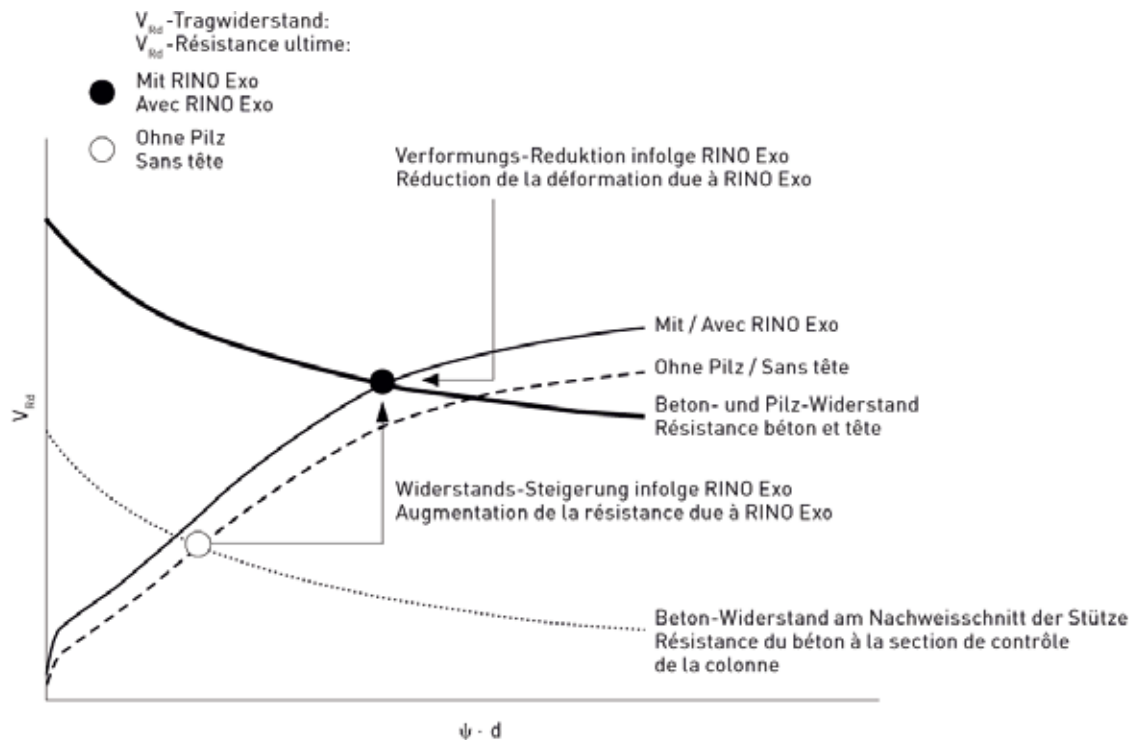 V_Rd-Tragwiderstand:
V_Rd-Résistance ultime:
Mit RINO Exo
Avec RINO Exo
Ohne Pilz
Sans tête
Verformungs-Reduktion infolge RINO Exo
Réduction de la déformation due à RINO Exo
Mit / Avec RINO Exo
Ohne Pilz / Sans tête
Beton- und Pilz-Widerstand
Résistance béton et tête
V_Rd
Widerstands-Steigerung infolge RINO Exo
Augmentation de la résistance due à RINO Exo
Beton-Widerstand am Nachweisschnitt der Stütze
Résistance du béton à la section de contrôle
de la colonne
ψ · d